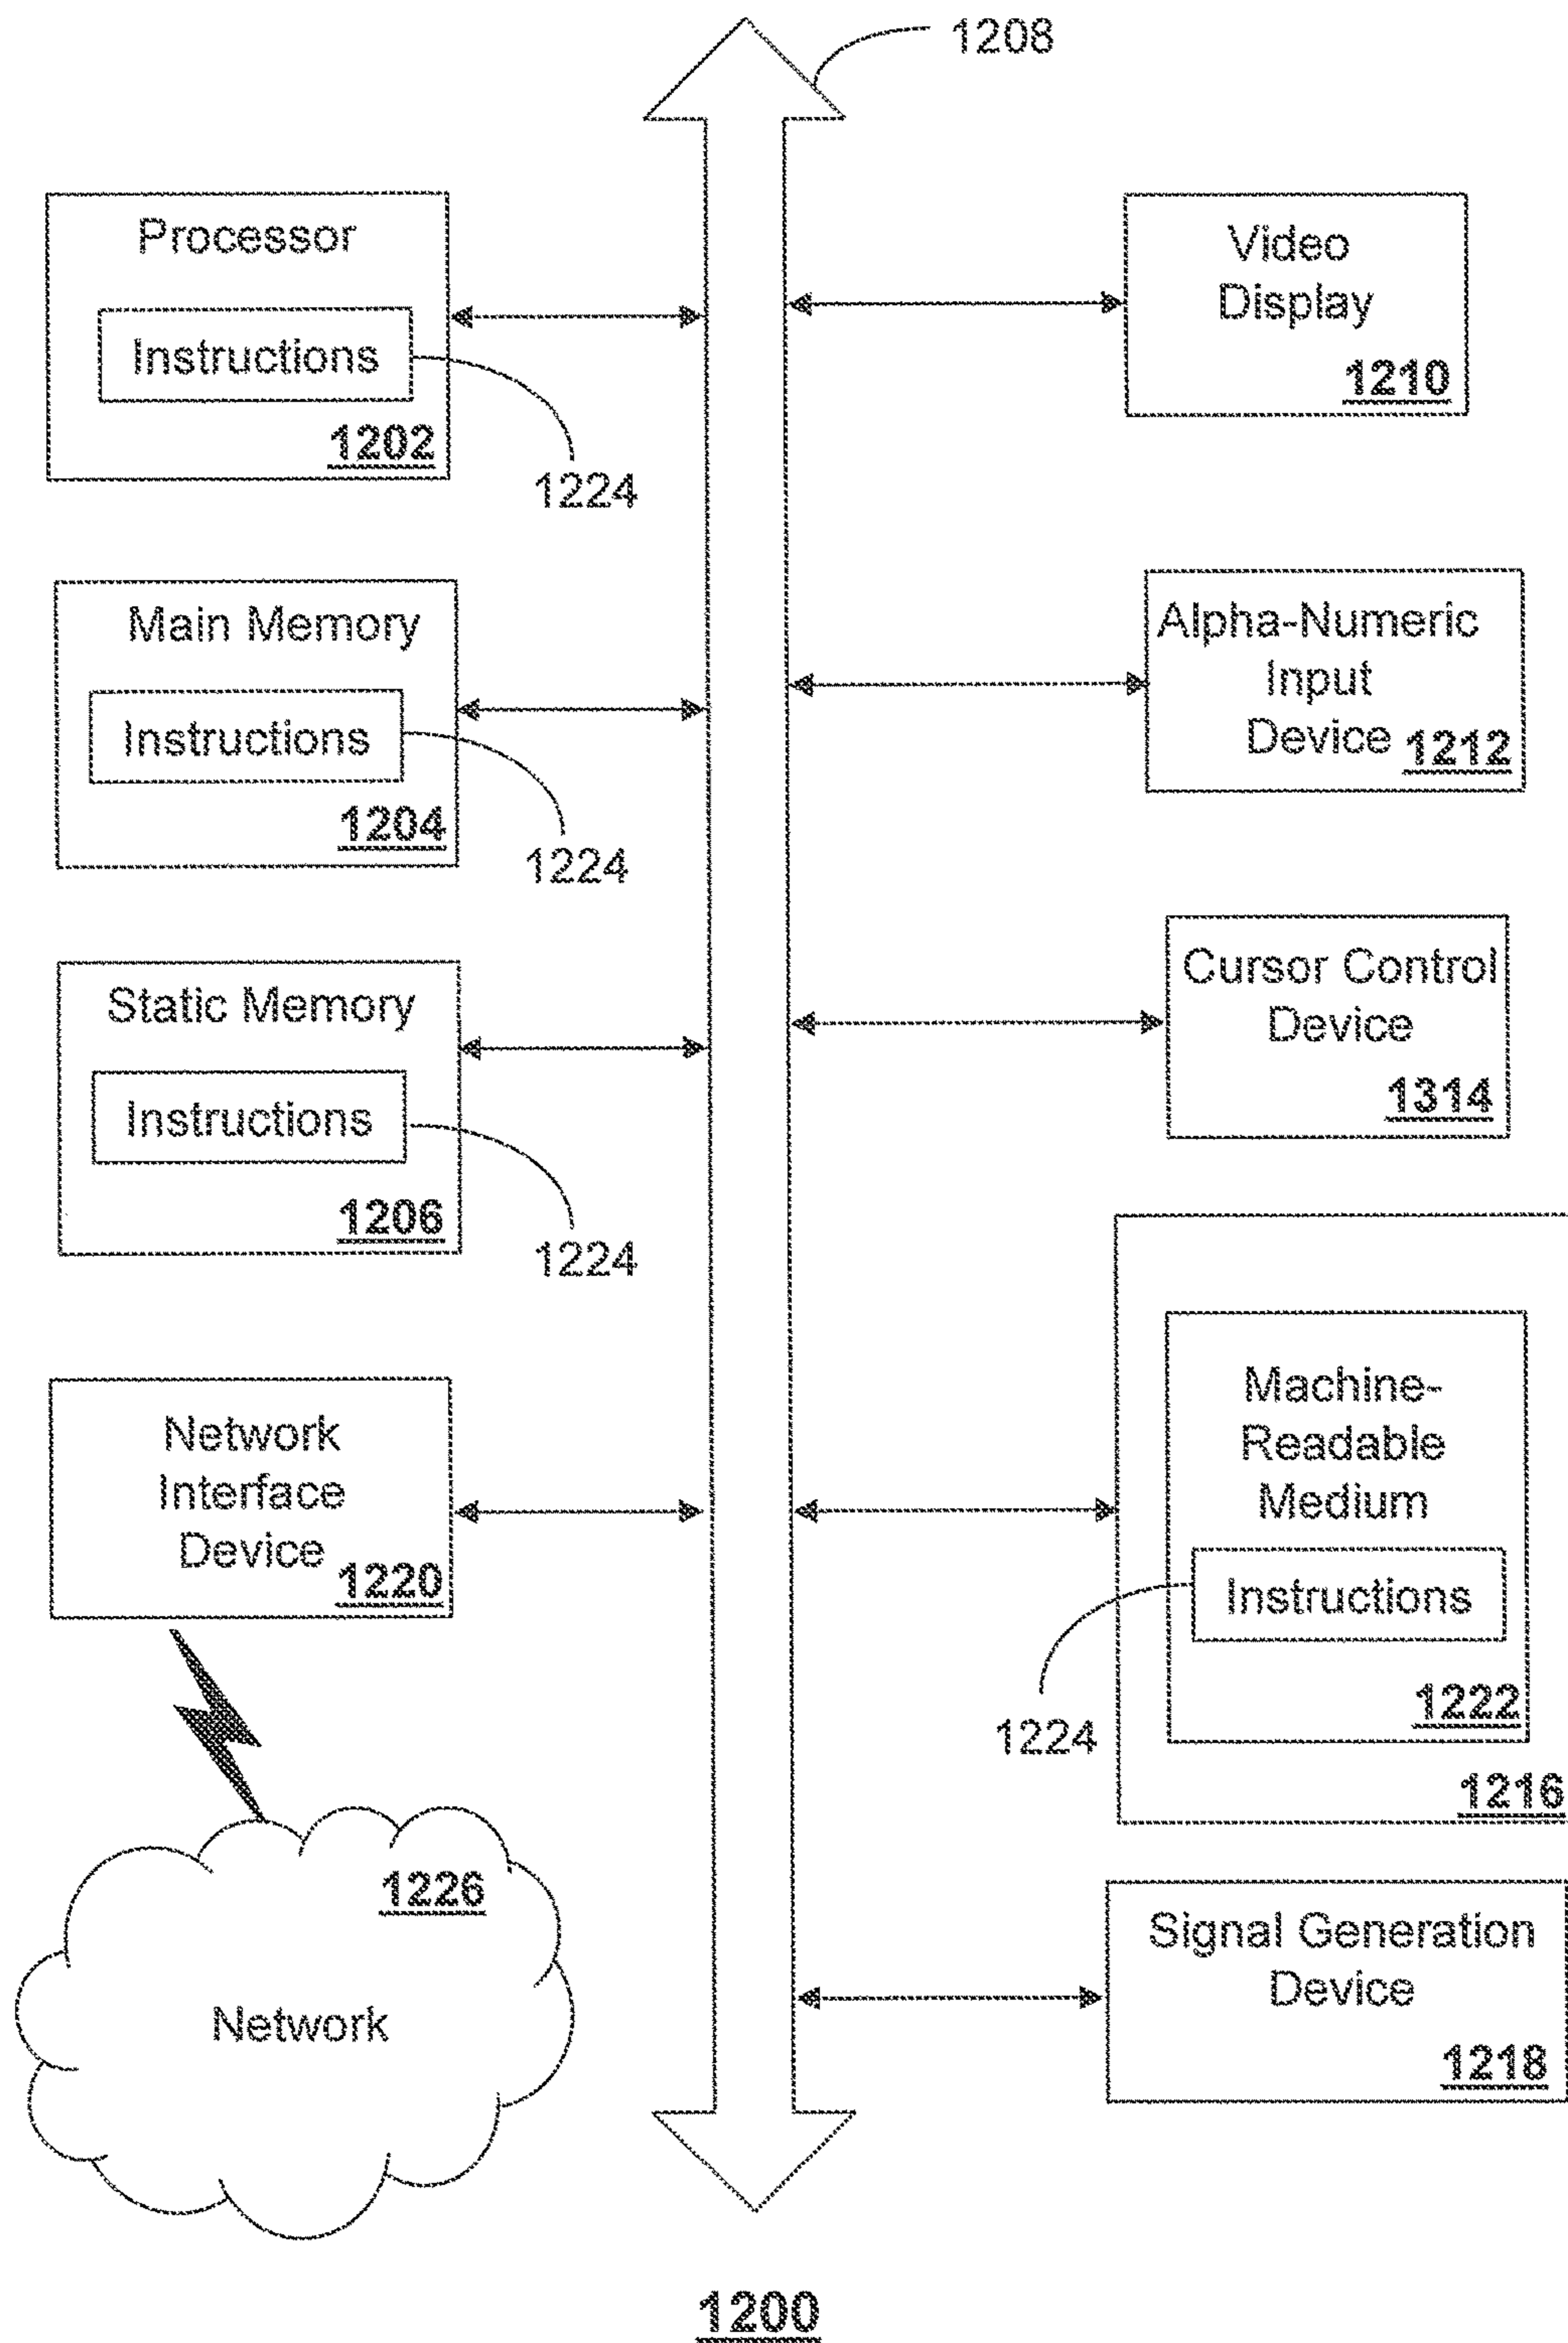 1208
Processor
Instructions
1202
1224
Main Memory
Instructions
1204
1224
Static Memory
Instructions
1206
1224
Network
Interface
Device
1220
1226
Network
Video
Display
1210
Alpha-Numeric
Input
Device
1212
Cursor Control
Device
1314
Machine-
Readable
Medium
Instructions
1222
1224
1216
Signal Generation
Device
1218
1200